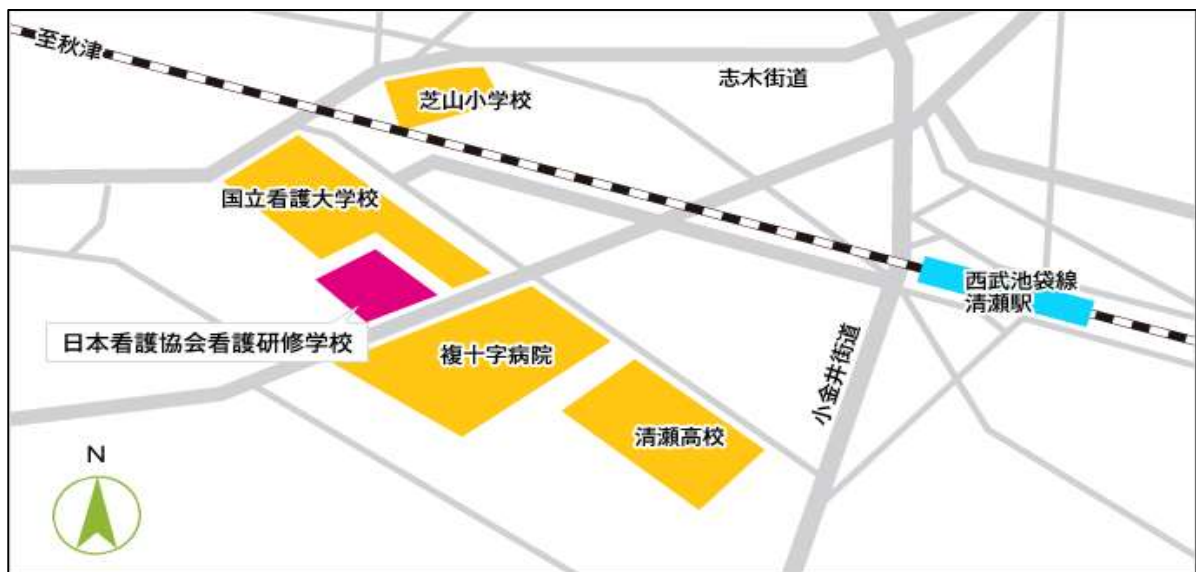 至秋津
志木街道
芝山小学校
国立看護大学校
西武池袋線
清瀬駅
日本看護協会看護研修学校
複十字病院
小金井街道
清瀬高校
N